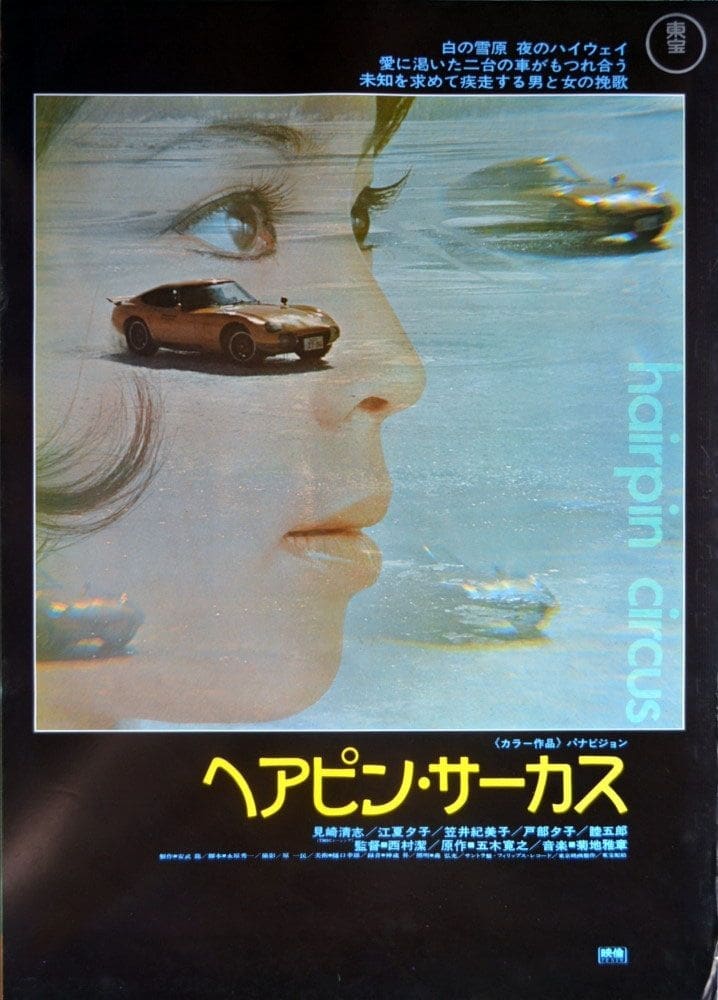 東宝
白の雪原 夜のハイウェイ
愛に渇いた二台の車がもつれ合う
未知を求めて疾走する男と女の挽歌
hairpin circus
〈カラー作品〉パナビジョン
ヘアピン・サーカス
見崎清志/江夏夕子/笠井紀美子/戸部夕子/睦五郎
監督■西村潔/原作■五木寛之/音楽■菊地雅章
映倫